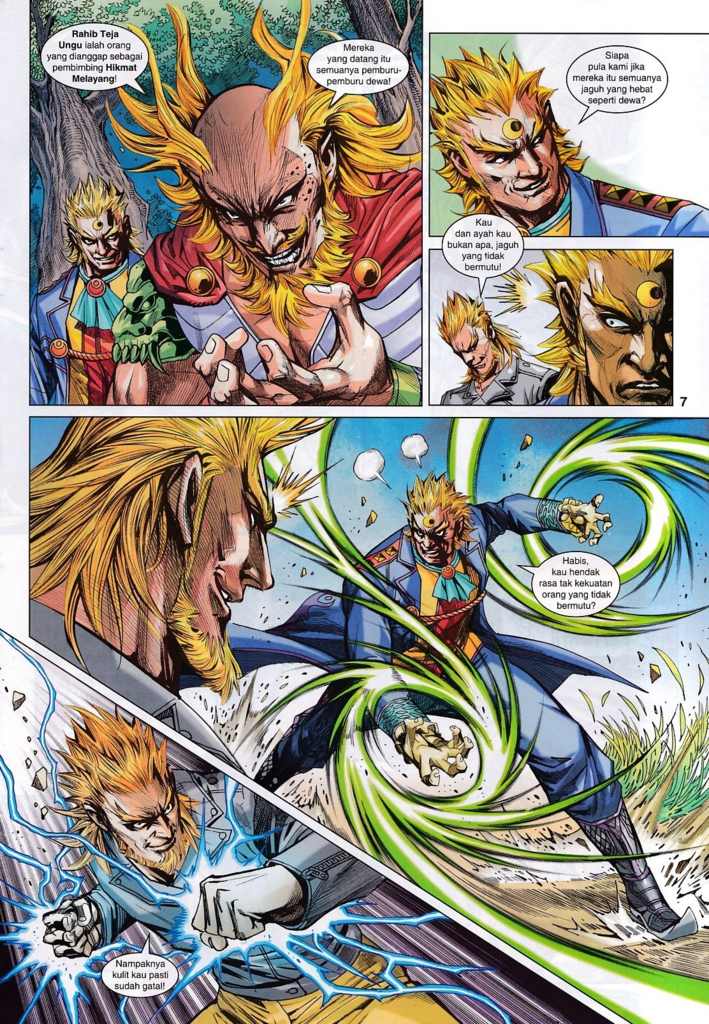 Rahib Teja
Ungu ialah orang
yang dianggap sebagai
pembimbing Hikmat
Melayang!
Mereka
yang datang itu
semuanya pemburu-
pemburu dewa!
Siapa
pula kami jika
mereka itu semuanya
jaguh yang hebat
seperti dewa?
Kau
dan ayah kau
bukan apa, jaguh
yang tidak
bermutu!
7
Habis,
kau hendak
rasa tak kekuatan
orang yang tidak
bermutu?
Nampaknya
kulit kau pasti
sudah gatal!